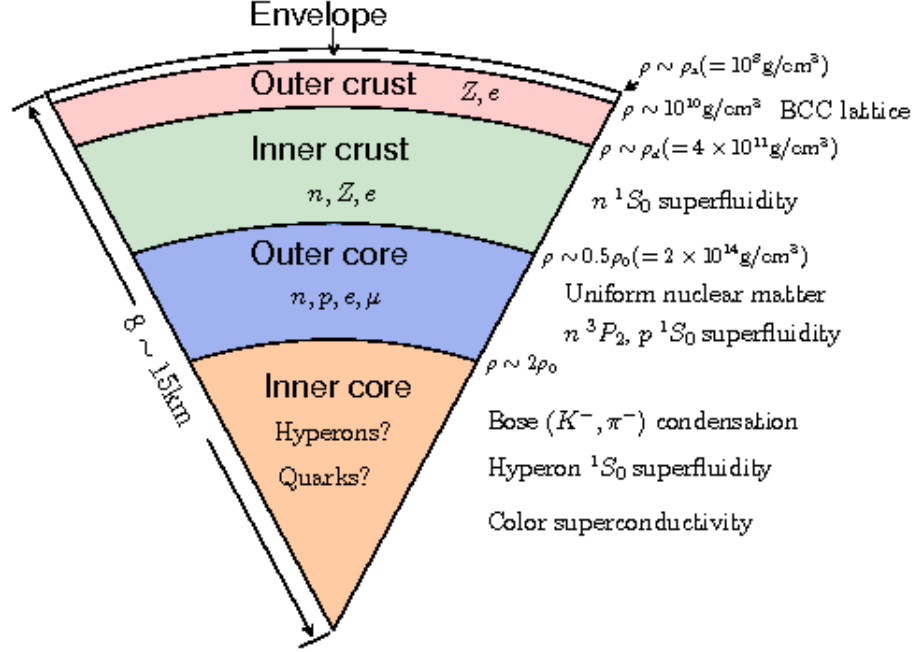 Envelope
Outer crust
Z, e
ρ ~ ρₛ(= 10⁸g/cm³)
ρ ~ 10¹⁰g/cm³ BCC lattice
ρ ~ ρ_d(= 4 × 10¹¹g/cm³)
Inner crust
n, Z, e
n ¹S₀ superfluidity
ρ ~ 0.5ρ₀(= 2 × 10¹⁴g/cm³)
Outer core
n, p, e, μ
Uniform nuclear matter
n ³P₂, p ¹S₀ superfluidity
ρ ~ 2ρ₀
8 ~ 15km
Inner core
Hyperons?
Quarks?
Bose (K⁻, π⁻) condensation
Hyperon ¹S₀ superfluidity
Color superconductivity